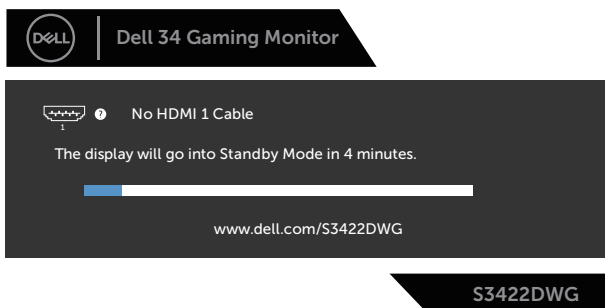 DELL
Dell 34 Gaming Monitor
? No HDMI 1 Cable
1
The display will go into Standby Mode in 4 minutes.
www.dell.com/S3422DWG
S3422DWG